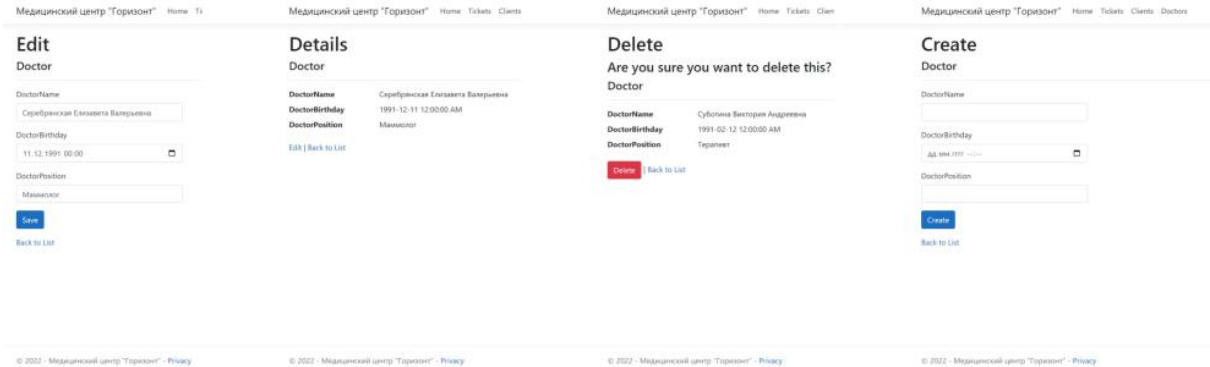 Медицинский центр "Горизонт" Home Ti
Edit
Doctor
DoctorName
Серебрянская Елизавета Валерьевна
DoctorBirthday
11.12.1991 00:00
DoctorPosition
Маммолог
Save
Back to List
© 2022 - Медицинский центр "Горизонт" - Privacy
Медицинский центр "Горизонт" Home Tickets Clients
Details
Doctor
DoctorName Серебрянская Елизавета Валерьевна
DoctorBirthday 1991-12-11 12:00:00 AM
DoctorPosition Маммолог
Edit | Back to List
© 2022 - Медицинский центр "Горизонт" - Privacy
Медицинский центр "Горизонт" Home Tickets Clien
Delete
Are you sure you want to delete this?
Doctor
DoctorName Суботина Виктория Андреевна
DoctorBirthday 1991-02-12 12:00:00 AM
DoctorPosition Терапевт
Delete | Back to List
© 2022 - Медицинский центр "Горизонт" - Privacy
Медицинский центр "Горизонт" Home Tickets Clients Doctors
Create
Doctor
DoctorName
DoctorBirthday
дд.мм.гггг --:--
DoctorPosition
Create
Back to List
© 2022 - Медицинский центр "Горизонт" - Privacy